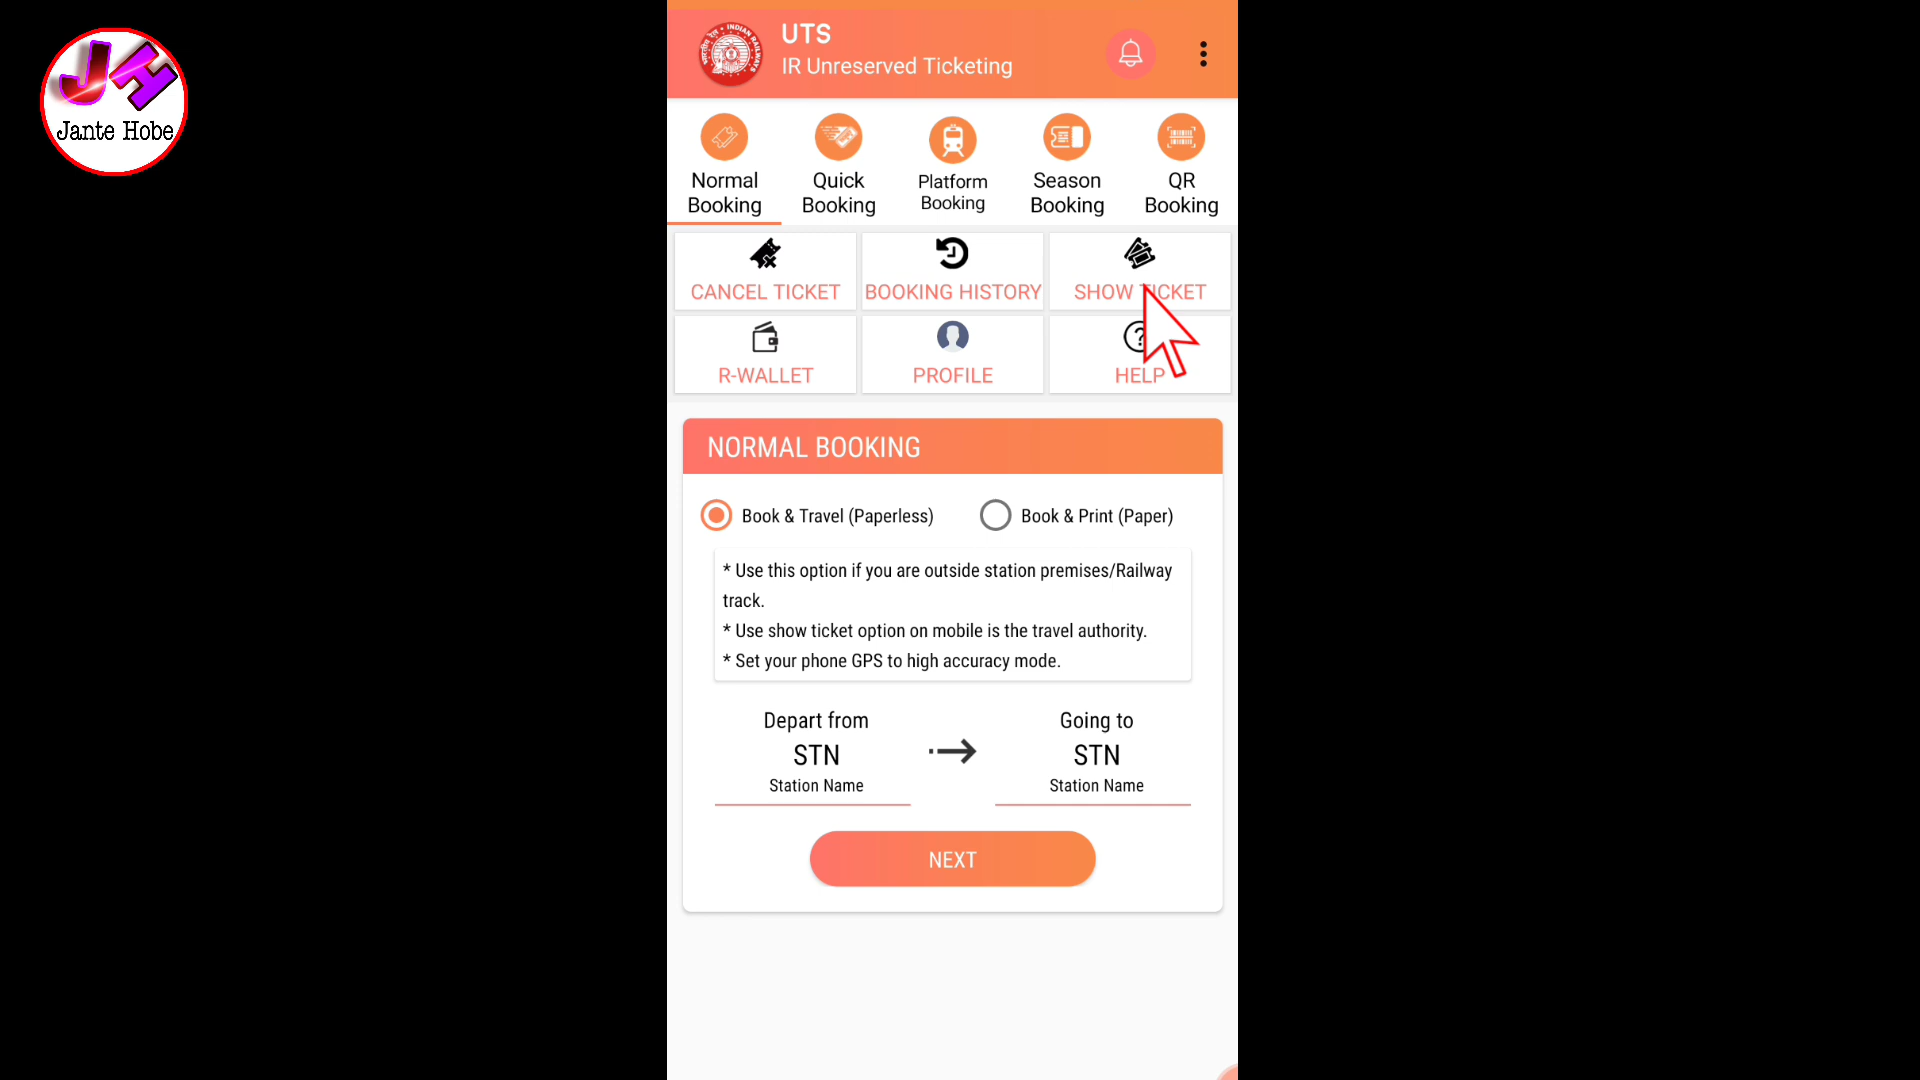 JH
Jante Hobe
UTS
IR Unreserved Ticketing
Normal
Booking
Quick
Booking
Platform
Booking
Season
Booking
QR
Booking
CANCEL TICKET
BOOKING HISTORY
SHOW TICKET
R-WALLET
PROFILE
HELP
NORMAL BOOKING
Book & Travel (Paperless)
Book & Print (Paper)
* Use this option if you are outside station premises/Railway
track.
* Use show ticket option on mobile is the travel authority.
* Set your phone GPS to high accuracy mode.
Depart from
STN
Station Name
Going to
STN
Station Name
NEXT